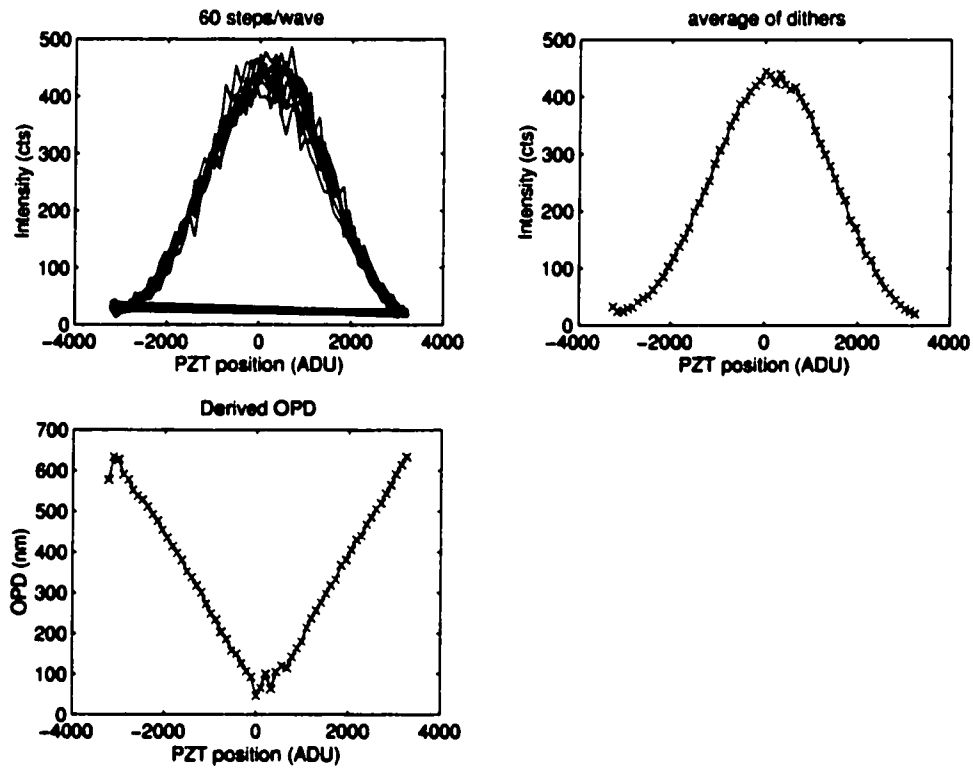 60 steps/wave
500
400
300
200
100
0
Intensity (cts)
−4000 −2000 0 2000 4000
PZT position (ADU)
average of dithers
500
400
300
200
100
0
Intensity (cts)
−4000 −2000 0 2000 4000
PZT position (ADU)
Derived OPD
700
600
500
400
300
200
100
0
OPD (nm)
−4000 −2000 0 2000 4000
PZT position (ADU)